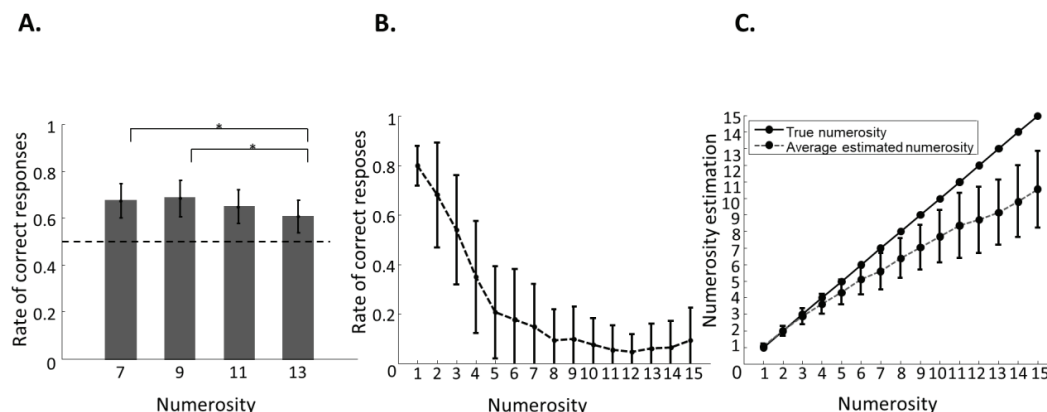 A.
B.
C.
Rate of correct responses
1
0.8
0.6
0.4
0.2
0
*
*
7 9 11 13
Numerosity
Rate of correct resposes
1
0.8
0.6
0.4
0.2
0
1 2 3 4 5 6 7 8 9 10 11 12 13 14 15
Numerosity
Numerosity estimation
15
14
13
12
11
10
9
8
7
6
5
4
3
2
1
0
True numerosity
Average estimated numerosity
1 2 3 4 5 6 7 8 9 10 11 12 13 14 15
Numerosity